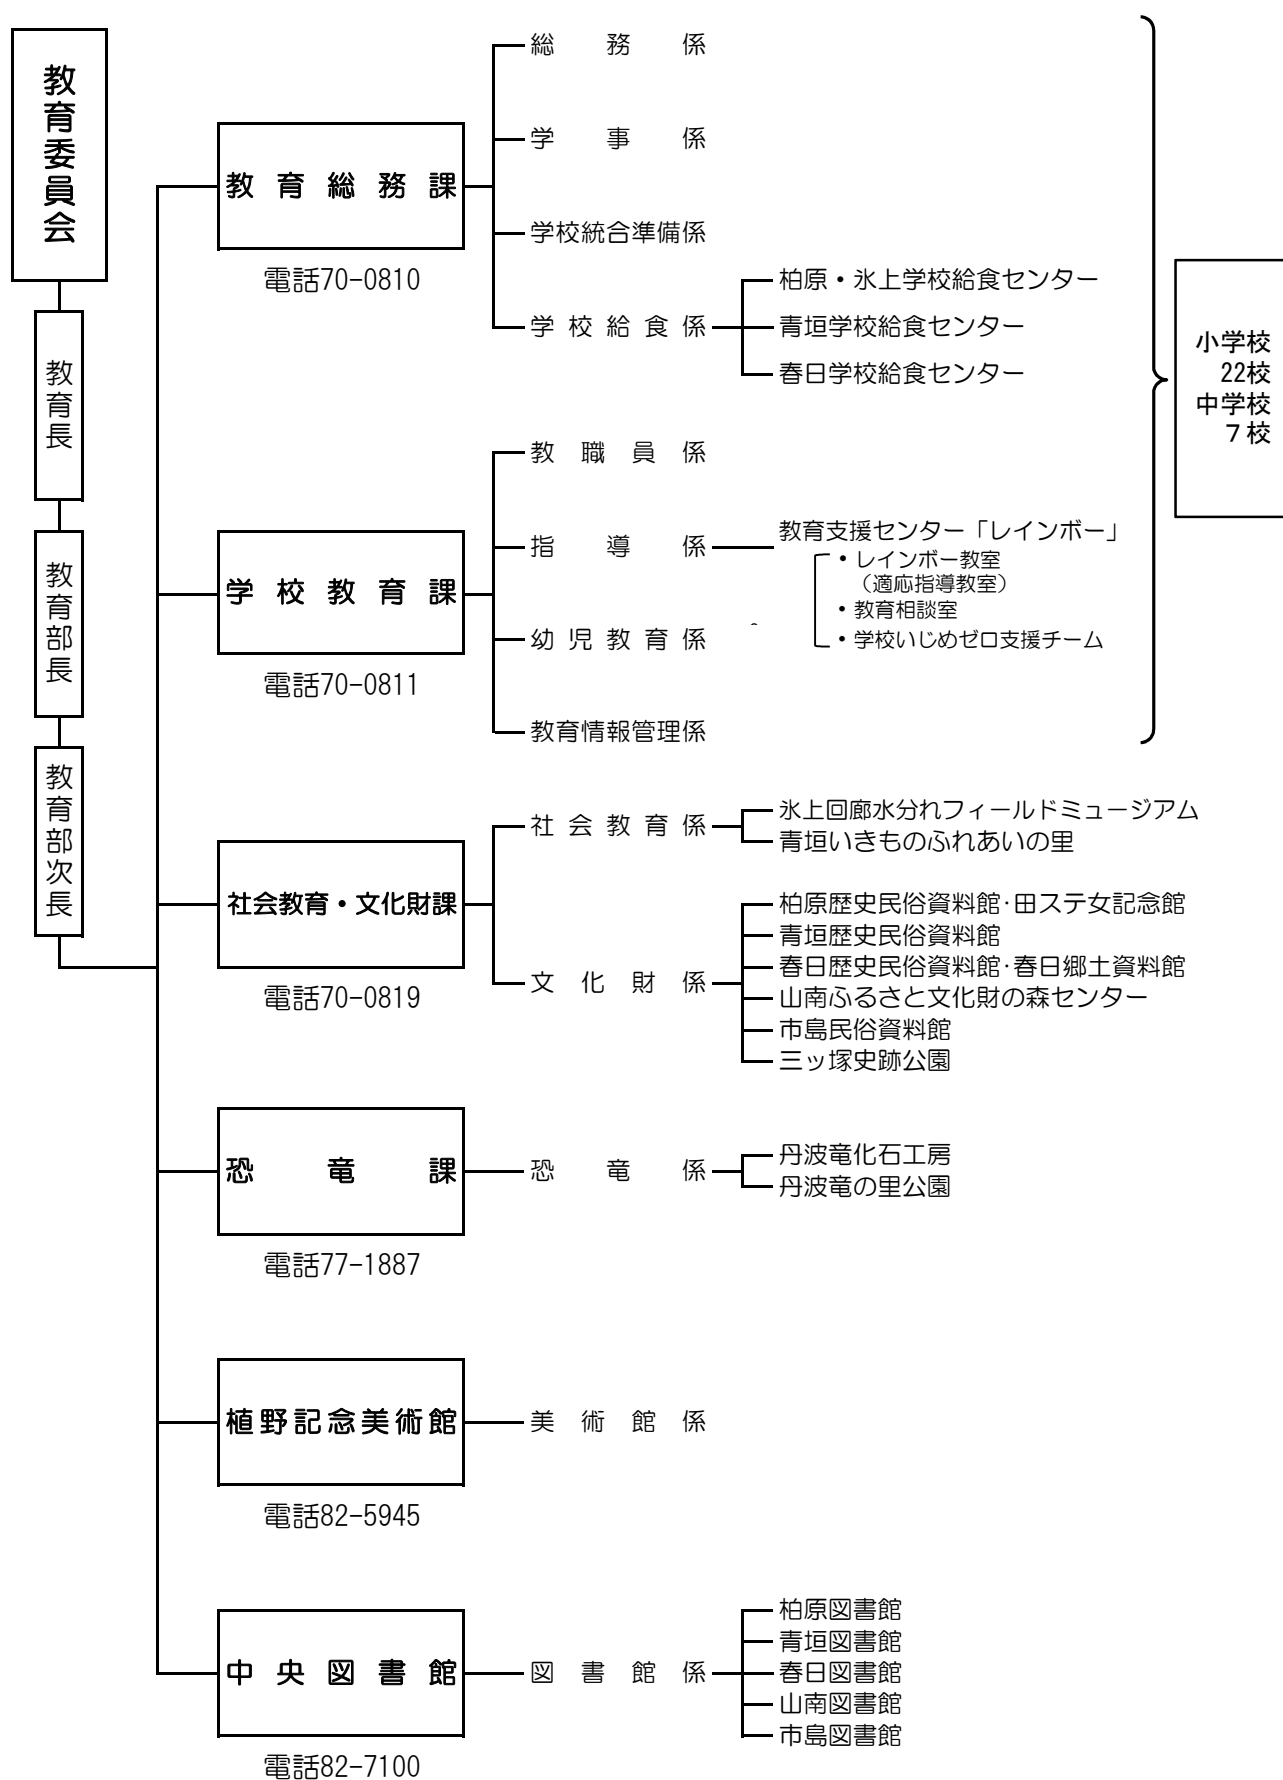 教育委員会
教育長
教育部長
教育部次長
教育総務課
電話70-0810
総務係
学事係
学校統合準備係
学校給食係
柏原・氷上学校給食センター
青垣学校給食センター
春日学校給食センター
学校教育課
電話70-0811
教職員係
指導係
教育支援センター「レインボー」
・レインボー教室
（適応指導教室）
・教育相談室
・学校いじめゼロ支援チーム
幼児教育係
教育情報管理係
小学校
22校
中学校
７校
社会教育・文化財課
電話70-0819
社会教育係
氷上回廊水分れフィールドミュージアム
青垣いきものふれあいの里
文化財係
柏原歴史民俗資料館･田ステ女記念館
青垣歴史民俗資料館
春日歴史民俗資料館･春日郷土資料館
山南ふるさと文化財の森センター
市島民俗資料館
三ッ塚史跡公園
恐竜課
電話77-1887
恐竜係
丹波竜化石工房
丹波竜の里公園
植野記念美術館
電話82-5945
美術館係
中央図書館
電話82-7100
図書館係
柏原図書館
青垣図書館
春日図書館
山南図書館
市島図書館